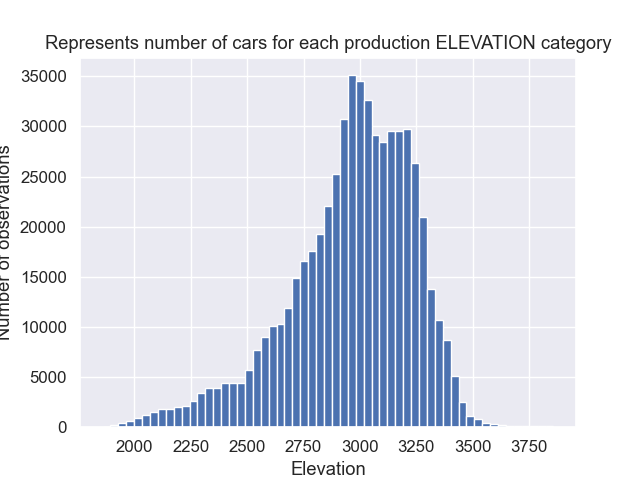 Represents number of cars for each production ELEVATION category
35000
30000
25000
20000
15000
10000
5000
0
Number of observations
2000 2250 2500 2750 3000 3250 3500 3750
Elevation